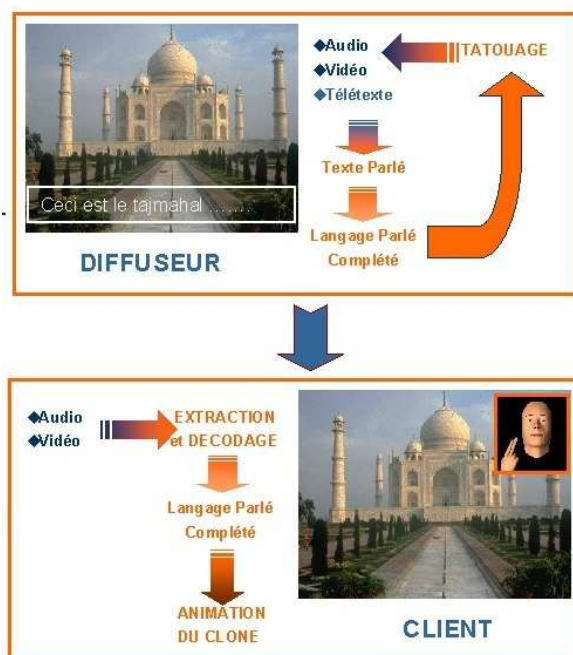 ◆Audio
◆Vidéo
◆Télétexte
TATOUAGE
Texte Parlé
Langage Parlé
Complété
Ceci est le tajmahal ........
DIFFUSEUR
◆Audio
◆Vidéo
EXTRACTION
et DECODAGE
Langage Parlé
Complété
ANIMATION
DU CLONE
CLIENT